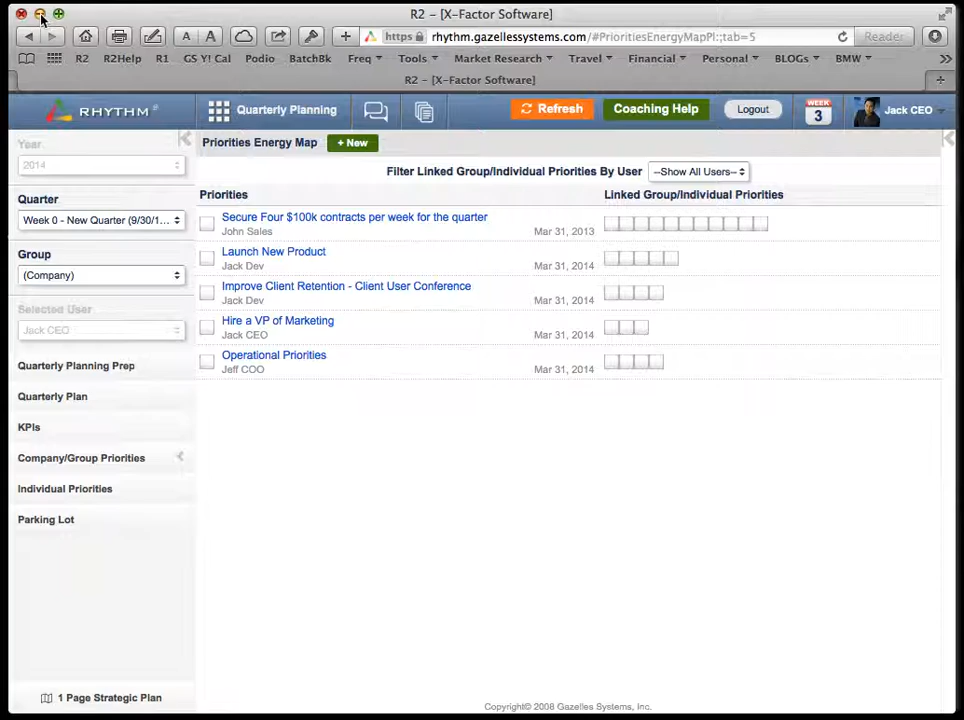 R2 – [X-Factor Software]
A A https rhythm.gazellessystems.com/#PrioritiesEnergyMapPl:;tab=5 Reader
R2 R2Help R1 GS Y! Cal Podio BatchBk Freq Tools Market Research Travel Financial Personal BLOGs BMW
R2 – [X-Factor Software]
RHYTHM Quarterly Planning Refresh Coaching Help Logout WEEK 3 Jack CEO
Year
2014
Quarter
Week 0 - New Quarter (9/30/1...
Group
(Company)
Selected User
Jack CEO
Quarterly Planning Prep
Quarterly Plan
KPIs
Company/Group Priorities
Individual Priorities
Parking Lot
1 Page Strategic Plan
Priorities Energy Map + New
Filter Linked Group/Individual Priorities By User --Show All Users--
Priorities Linked Group/Individual Priorities
Secure Four $100k contracts per week for the quarter
John Sales Mar 31, 2013
Launch New Product
Jack Dev Mar 31, 2014
Improve Client Retention - Client User Conference
Jack Dev Mar 31, 2014
Hire a VP of Marketing
Jack CEO Mar 31, 2014
Operational Priorities
Jeff COO Mar 31, 2014
Copyright© 2008 Gazelles Systems, Inc.